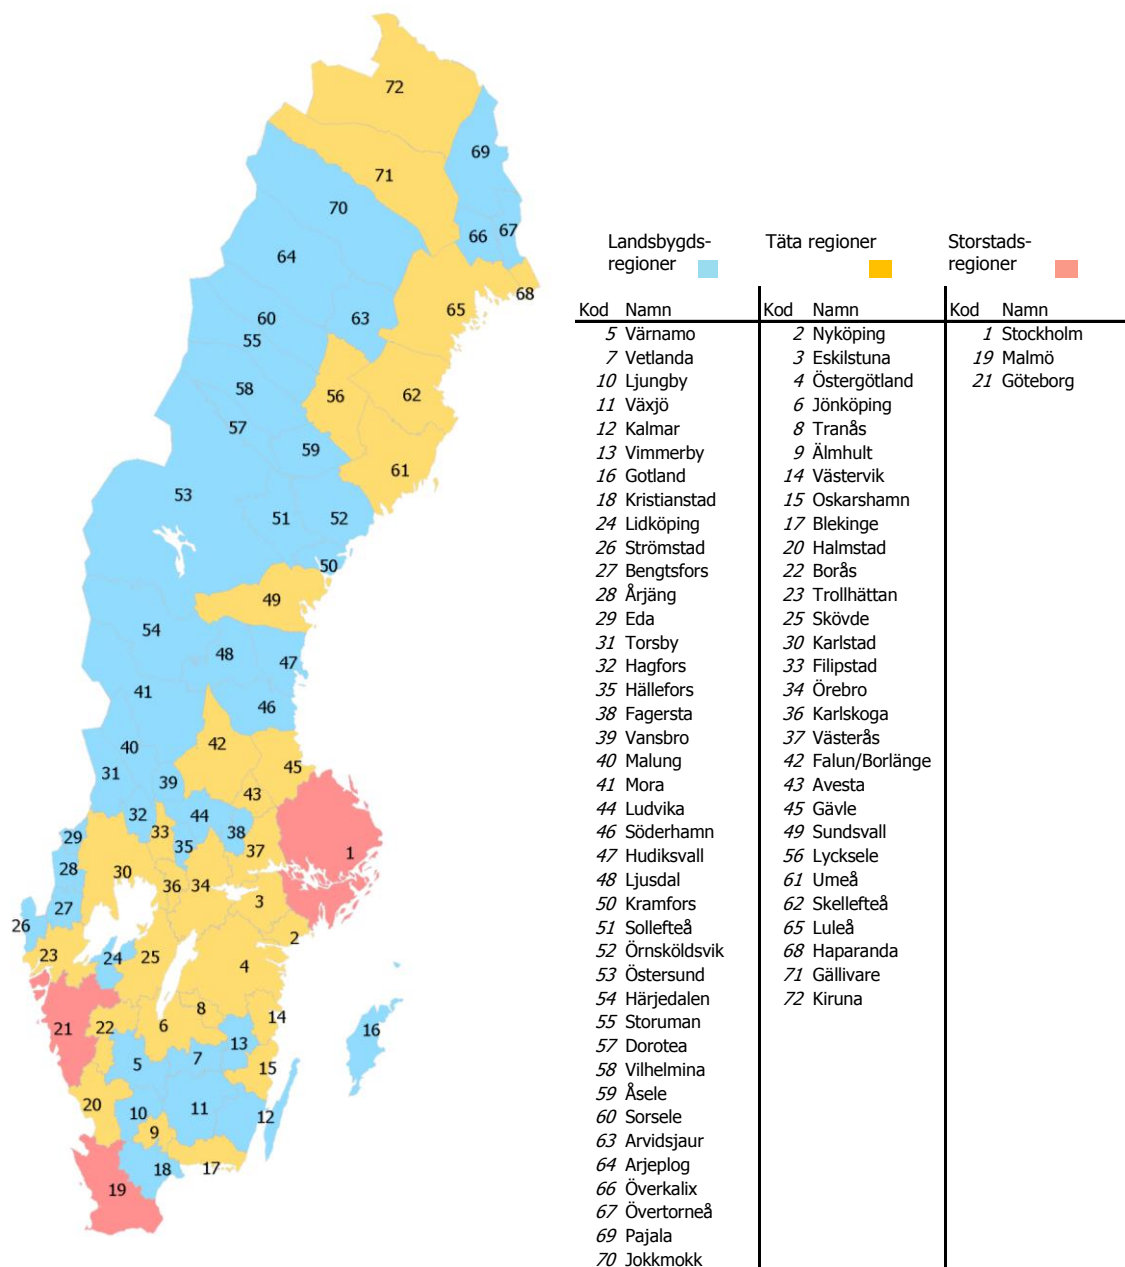 72
69
71
70
66
67
64
68
65
63
60
55
58
56
62
57
59
61
53
51
52
50
49
54
48
47
41
46
42
40
45
31
39
43
32
44
33
38
29
35
37
1
28
30
36
34
3
27
26
2
23
24
25
4
8
14
21
22
6
16
13
5
7
15
20
10
11
12
9
17
18
19
Landsbygds-
regioner
Täta regioner
Storstads-
regioner
Kod Namn Kod Namn Kod Namn
5 Värnamo 2 Nyköping 1 Stockholm
7 Vetlanda 3 Eskilstuna 19 Malmö
10 Ljungby 4 Östergötland 21 Göteborg
11 Växjö 6 Jönköping
12 Kalmar 8 Tranås
13 Vimmerby 9 Älmhult
16 Gotland 14 Västervik
18 Kristianstad 15 Oskarshamn
24 Lidköping 17 Blekinge
26 Strömstad 20 Halmstad
27 Bengtsfors 22 Borås
28 Årjäng 23 Trollhättan
29 Eda 25 Skövde
31 Torsby 30 Karlstad
32 Hagfors 33 Filipstad
35 Hällefors 34 Örebro
38 Fagersta 36 Karlskoga
39 Vansbro 37 Västerås
40 Malung 42 Falun/Borlänge
41 Mora 43 Avesta
44 Ludvika 45 Gävle
46 Söderhamn 49 Sundsvall
47 Hudiksvall 56 Lycksele
48 Ljusdal 61 Umeå
50 Kramfors 62 Skellefteå
51 Sollefteå 65 Luleå
52 Örnsköldsvik 68 Haparanda
53 Östersund 71 Gällivare
54 Härjedalen 72 Kiruna
55 Storuman
57 Dorotea
58 Vilhelmina
59 Åsele
60 Sorsele
63 Arvidsjaur
64 Arjeplog
66 Överkalix
67 Övertorneå
69 Pajala
70 Jokkmokk